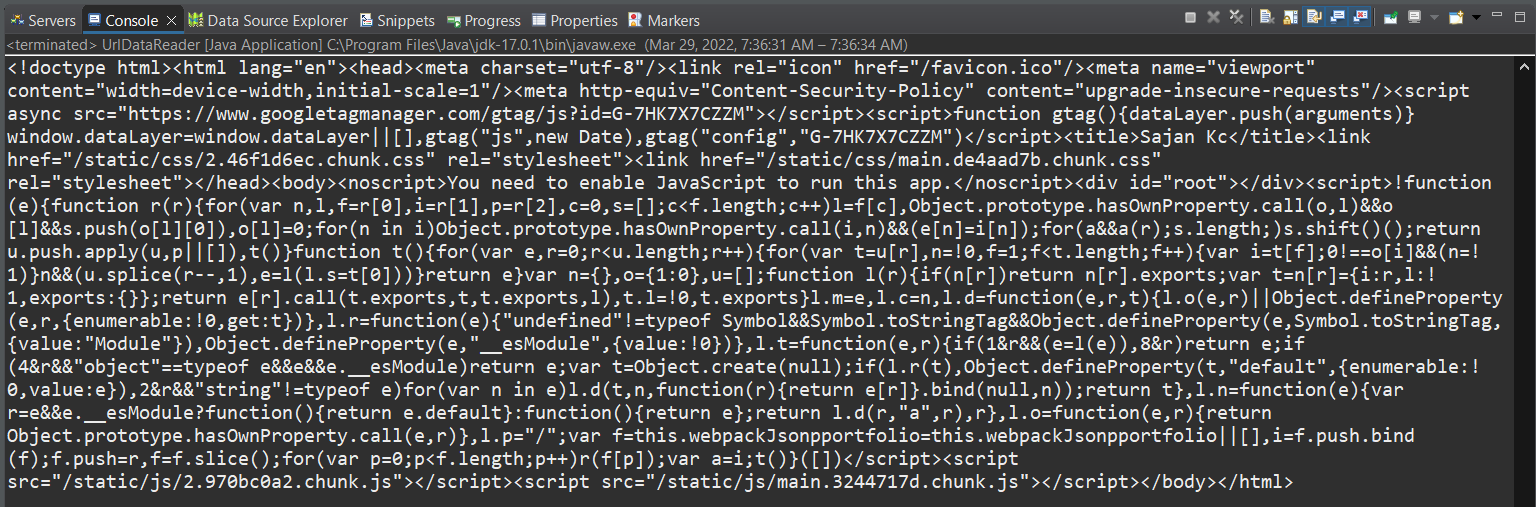 Servers Console Data Source Explorer Snippets Progress Properties Markers
<terminated> UrlDataReader [Java Application] C:\Program Files\Java\jdk-17.0.1\bin\javaw.exe (Mar 29, 2022, 7:36:31 AM – 7:36:34 AM)
<!doctype html><html lang="en"><head><meta charset="utf-8"/><link rel="icon" href="/favicon.ico"/><meta name="viewport"
content="width=device-width,initial-scale=1"/><meta http-equiv="Content-Security-Policy" content="upgrade-insecure-requests"/><script
async src="https://www.googletagmanager.com/gtag/js?id=G-7HK7X7CZZM"></script><script>function gtag(){dataLayer.push(arguments)}
window.dataLayer=window.dataLayer||[],gtag("js",new Date),gtag("config","G-7HK7X7CZZM")</script><title>Sajan Kc</title><link
href="/static/css/2.46f1d6ec.chunk.css" rel="stylesheet"><link href="/static/css/main.de4aad7b.chunk.css"
rel="stylesheet"></head><body><noscript>You need to enable JavaScript to run this app.</noscript><div id="root"></div><script>!function
(e){function r(r){for(var n,l,f=r[0],i=r[1],p=r[2],c=0,s=[];c<f.length;c++)l=f[c],Object.prototype.hasOwnProperty.call(o,l)&&o
[l]&&s.push(o[l][0]),o[l]=0;for(n in i)Object.prototype.hasOwnProperty.call(i,n)&&(e[n]=i[n]);for(a&&a(r);s.length;)s.shift()();return
u.push.apply(u,p||[]),t()}function t(){for(var e,r=0;r<u.length;r++){for(var t=u[r],n=!0,f=1;f<t.length;f++){var i=t[f];0!==o[i]&&(n=!
1)}n&&(u.splice(r--,1),e=l(l.s=t[0]))}return e}var n={},o={1:0},u=[];function l(r){if(n[r])return n[r].exports;var t=n[r]={i:r,l:!
1,exports:{}};return e[r].call(t.exports,t,t.exports,l),t.l=!0,t.exports}l.m=e,l.c=n,l.d=function(e,r,t){l.o(e,r)||Object.defineProperty
(e,r,{enumerable:!0,get:t})},l.r=function(e){"undefined"!=typeof Symbol&&Symbol.toStringTag&&Object.defineProperty(e,Symbol.toStringTag,
{value:"Module"}),Object.defineProperty(e,"__esModule",{value:!0})},l.t=function(e,r){if(1&r&&(e=l(e)),8&r)return e;if
(4&r&&"object"==typeof e&&e&&e.__esModule)return e;var t=Object.create(null);if(l.r(t),Object.defineProperty(t,"default",{enumerable:!
0,value:e}),2&r&&"string"!=typeof e)for(var n in e)l.d(t,n,function(r){return e[r]}.bind(null,n));return t},l.n=function(e){var
r=e&&e.__esModule?function(){return e.default}:function(){return e};return l.d(r,"a",r),r},l.o=function(e,r){return
Object.prototype.hasOwnProperty.call(e,r)},l.p="/";var f=this.webpackJsonpportfolio=this.webpackJsonpportfolio||[],i=f.push.bind
(f);f.push=r,f=f.slice();for(var p=0;p<f.length;p++)r(f[p]);var a=i;t()}([])</script><script
src="/static/js/2.970bc0a2.chunk.js"></script><script src="/static/js/main.3244717d.chunk.js"></script></body></html>